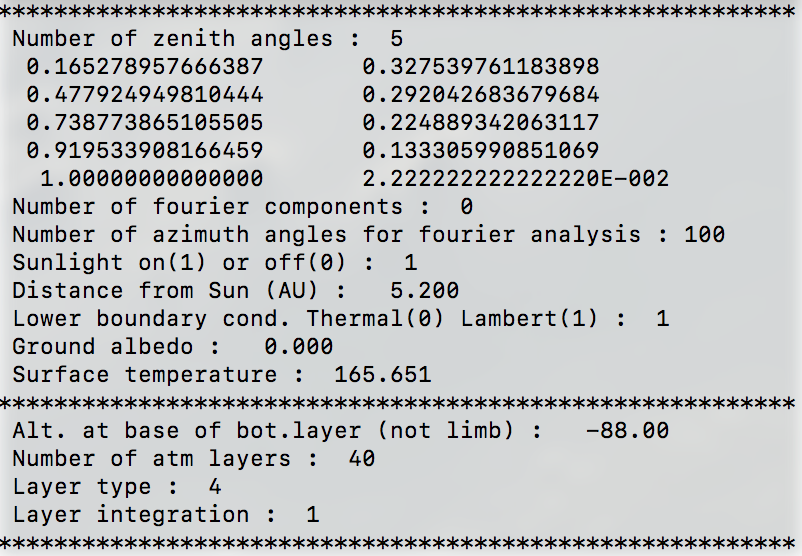 **********************************************************
Number of zenith angles :  5
0.165278957666387       0.327539761183898
0.477924949810444       0.292042683679684
0.738773865105505       0.224889342063117
0.919533908166459       0.133305990851069
1.00000000000000       2.222222222222220E-002
Number of fourier components :  0
Number of azimuth angles for fourier analysis : 100
Sunlight on(1) or off(0) :  1
Distance from Sun (AU) :   5.200
Lower boundary cond. Thermal(0) Lambert(1) :  1
Ground albedo :   0.000
Surface temperature :  165.651
**********************************************************
Alt. at base of bot.layer (not limb) :   -88.00
Number of atm layers :  40
Layer type :  4
Layer integration :  1
**********************************************************